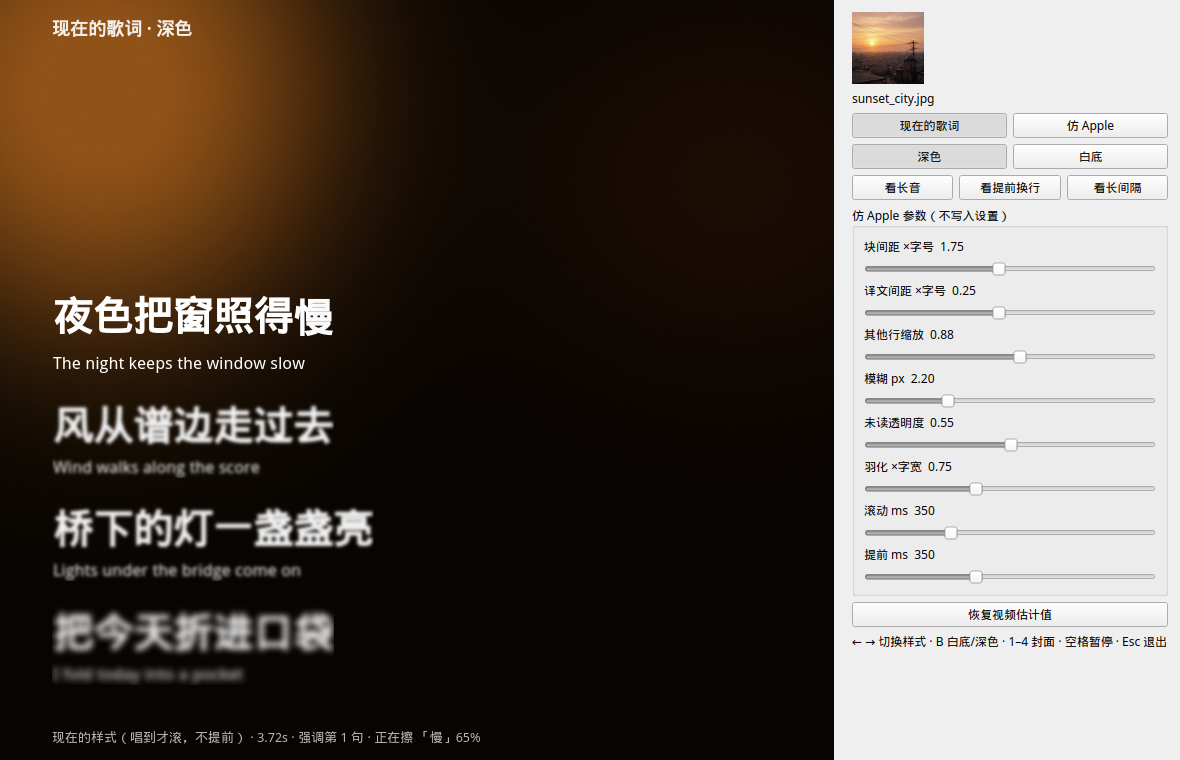 现在的歌词 · 深色
夜色把窗照得慢
The night keeps the window slow
风从谱边走过去
Wind walks along the score
桥下的灯一盏盏亮
Lights under the bridge come on
把今天折进口袋
I fold today into a pocket
现在的样式（唱到才滚，不提前） · 3.72s · 强调第 1 句 · 正在擦 「慢」65%
sunset_city.jpg
现在的歌词 仿 Apple
深色 白底
看长音 看提前换行 看长间隔
仿 Apple 参数（不写入设置）
块间距 ×字号 1.75
译文间距 ×字号 0.25
其他行缩放 0.88
模糊 px 2.20
未读透明度 0.55
羽化 ×字宽 0.75
滚动 ms 350
提前 ms 350
恢复视频估计值
← → 切换样式 · B 白底/深色 · 1–4 封面 · 空格暂停 · Esc 退出